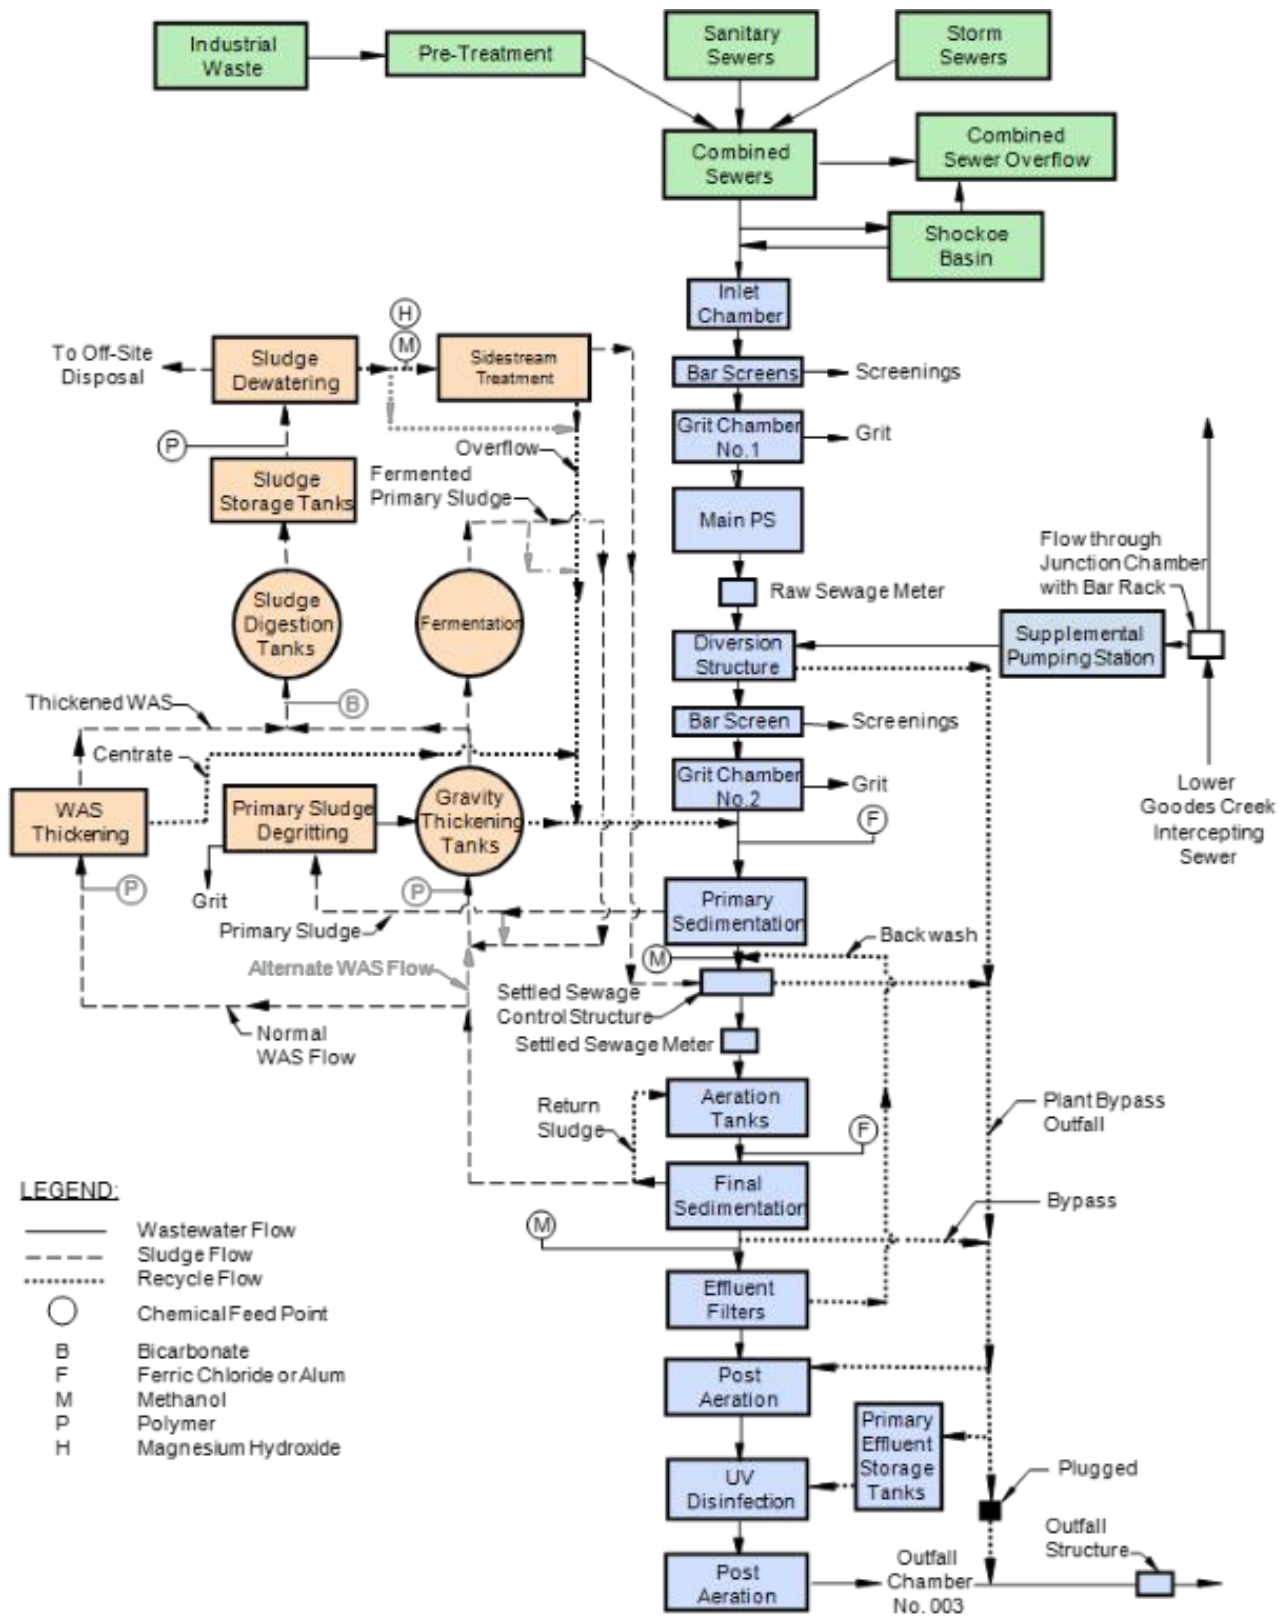 Industrial
Waste
Pre-Treatment
Sanitary
Sewers
Storm
Sewers
Combined
Sewers
Combined
Sewer Overflow
Shockoe
Basin
Inlet
Chamber
Bar Screens
Screenings
Grit Chamber
No.1
Grit
Main PS
Raw Sewage Meter
Diversion
Structure
Bar Screen
Screenings
Grit Chamber
No.2
Grit
F
Primary
Sedimentation
Backwash
M
Settled Sewage
Control Structure
Settled Sewage Meter
Aeration
Tanks
Return
Sludge
F
Final
Sedimentation
M
Effluent
Filters
Post
Aeration
UV
Disinfection
Primary
Effluent
Storage
Tanks
Post
Aeration
Outfall
Chamber
No. 003
Outfall
Structure
Plugged
Bypass
Plant Bypass
Outfall
Flow through
Junction Chamber
with Bar Rack
Supplemental
Pumping Station
Lower
Goodes Creek
Intercepting
Sewer
To Off-Site
Disposal
Sludge
Dewatering
H
M
Sidestream
Treatment
Overflow
P
Sludge
Storage Tanks
Fermented
Primary Sludge
Sludge
Digestion
Tanks
Fermentation
Thickened WAS
B
Centrate
WAS
Thickening
Primary Sludge
Degritting
Gravity
Thickening
Tanks
P
Grit
P
Primary Sludge
Alternate WAS Flow
Normal
WAS Flow
LEGEND:
Wastewater Flow
Sludge Flow
Recycle Flow
Chemical Feed Point
B Bicarbonate
F Ferric Chloride or Alum
M Methanol
P Polymer
H Magnesium Hydroxide